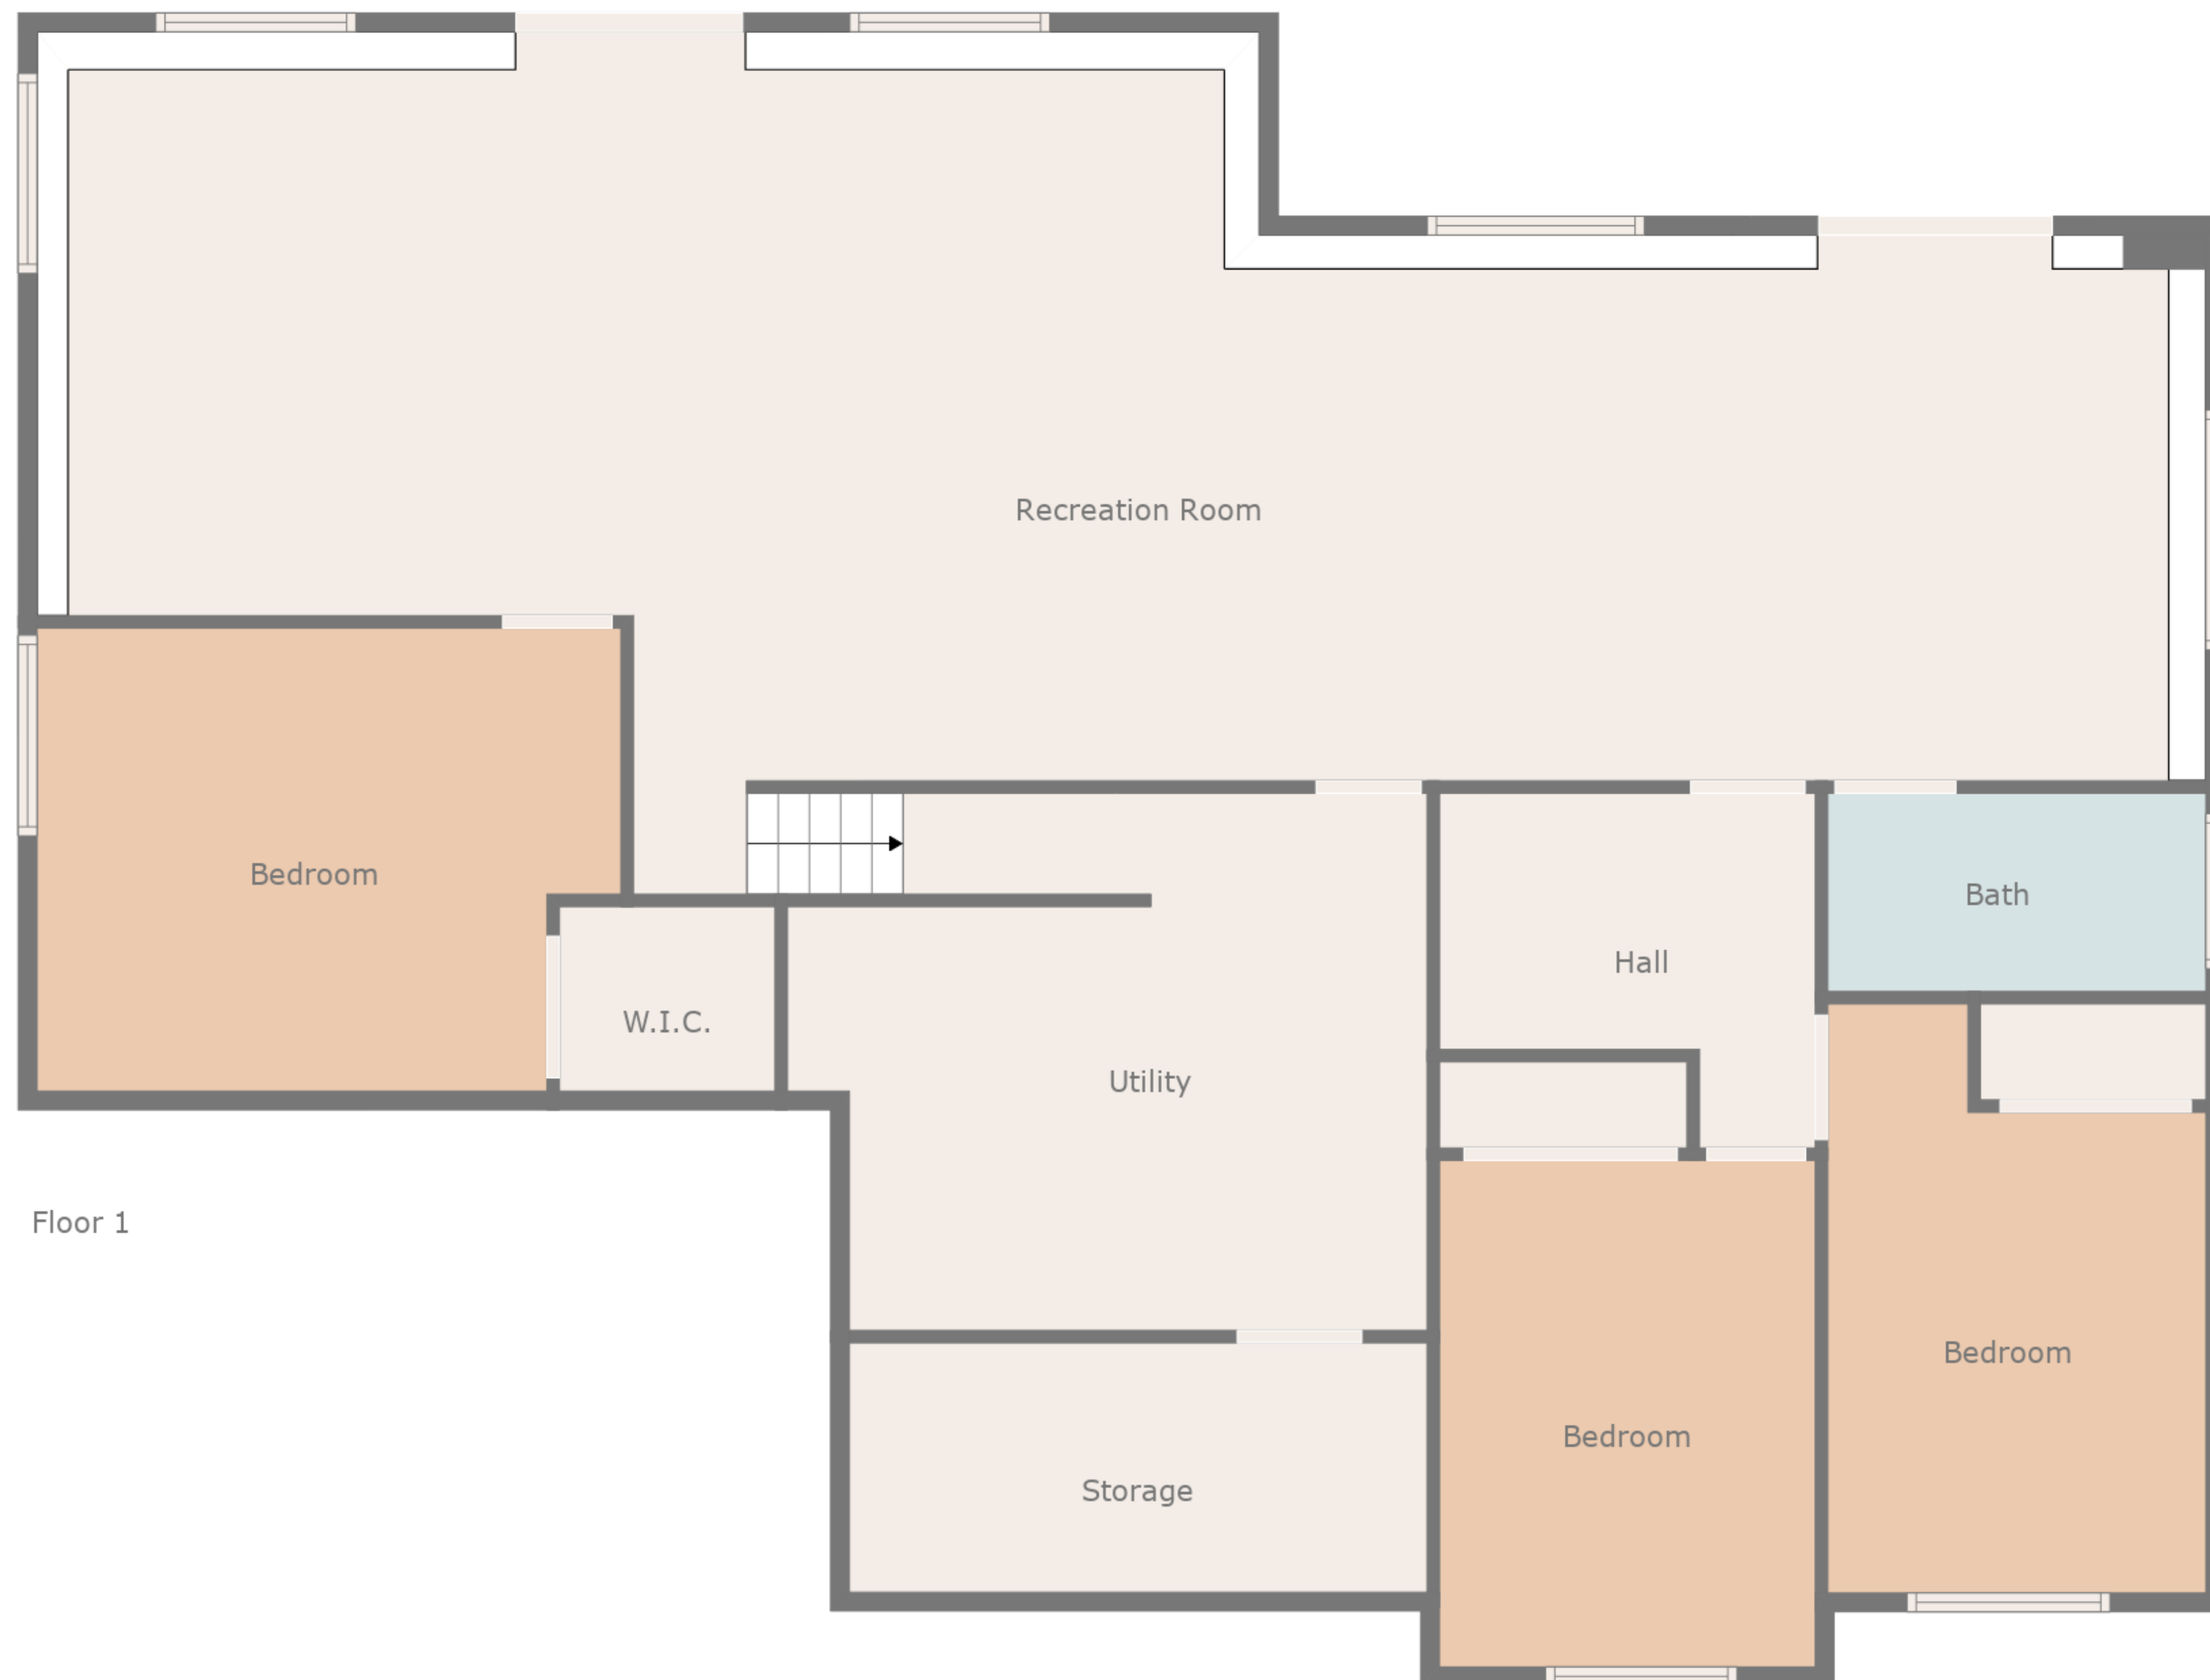 Recreation Room
Bedroom
Bath
Hall
W.I.C.
Utility
Floor 1
Bedroom
Bedroom
Storage